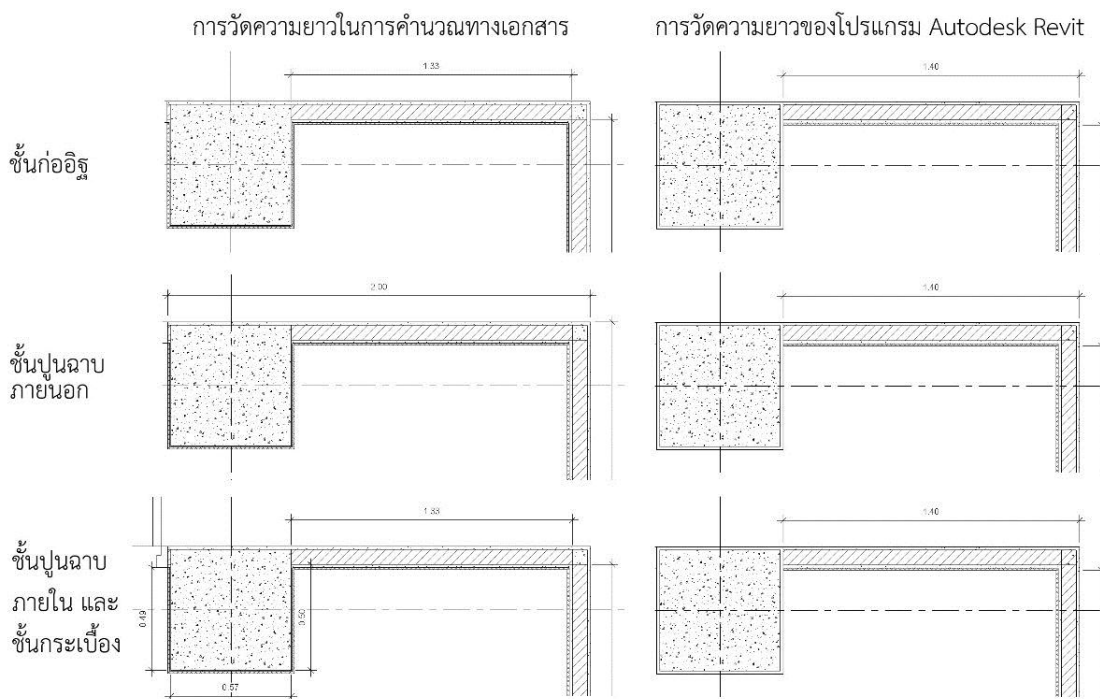 การวัดความยาวในการคำนวณทางเอกสาร
การวัดความยาวของโปรแกรม Autodesk Revit
1.33
1.40
ชั้นก่ออิฐ
2.00
1.40
ชั้นปูนฉาบ
ภายนอก
1.33
1.40
ชั้นปูนฉาบ
ภายใน และ
ชั้นกระเบื้อง
0.49
0.50
0.57